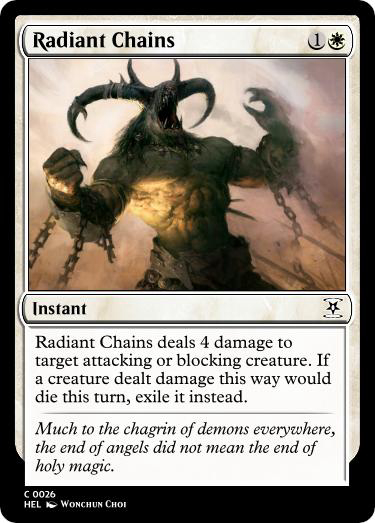 Radiant Chains 1
Instant
Radiant Chains deals 4 damage to
target attacking or blocking creature. If
a creature dealt damage this way would
die this turn, exile it instead.
Much to the chagrin of demons everywhere,
the end of angels did not mean the end of
holy magic.
C 0026
HEL Wonchun Choi